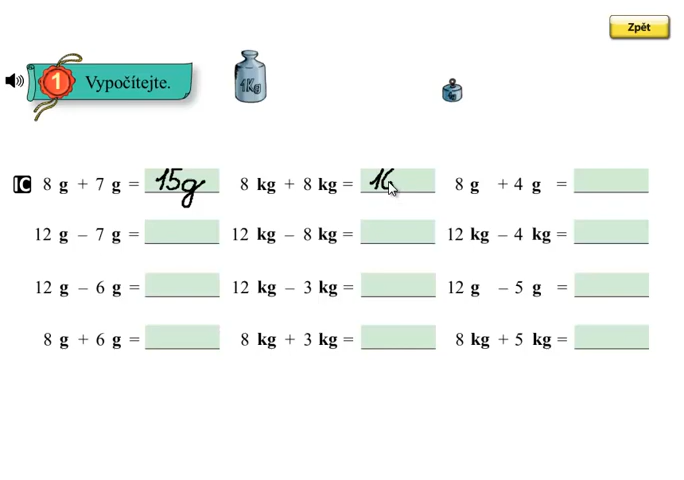 Zpět
1 Vypočítejte.
1Kg
8 g + 7 g = 15g 8 kg + 8 kg = 16 8 g + 4 g =
12 g – 7 g = 12 kg – 8 kg = 12 kg – 4 kg =
12 g – 6 g = 12 kg – 3 kg = 12 g – 5 g =
8 g + 6 g = 8 kg + 3 kg = 8 kg + 5 kg =